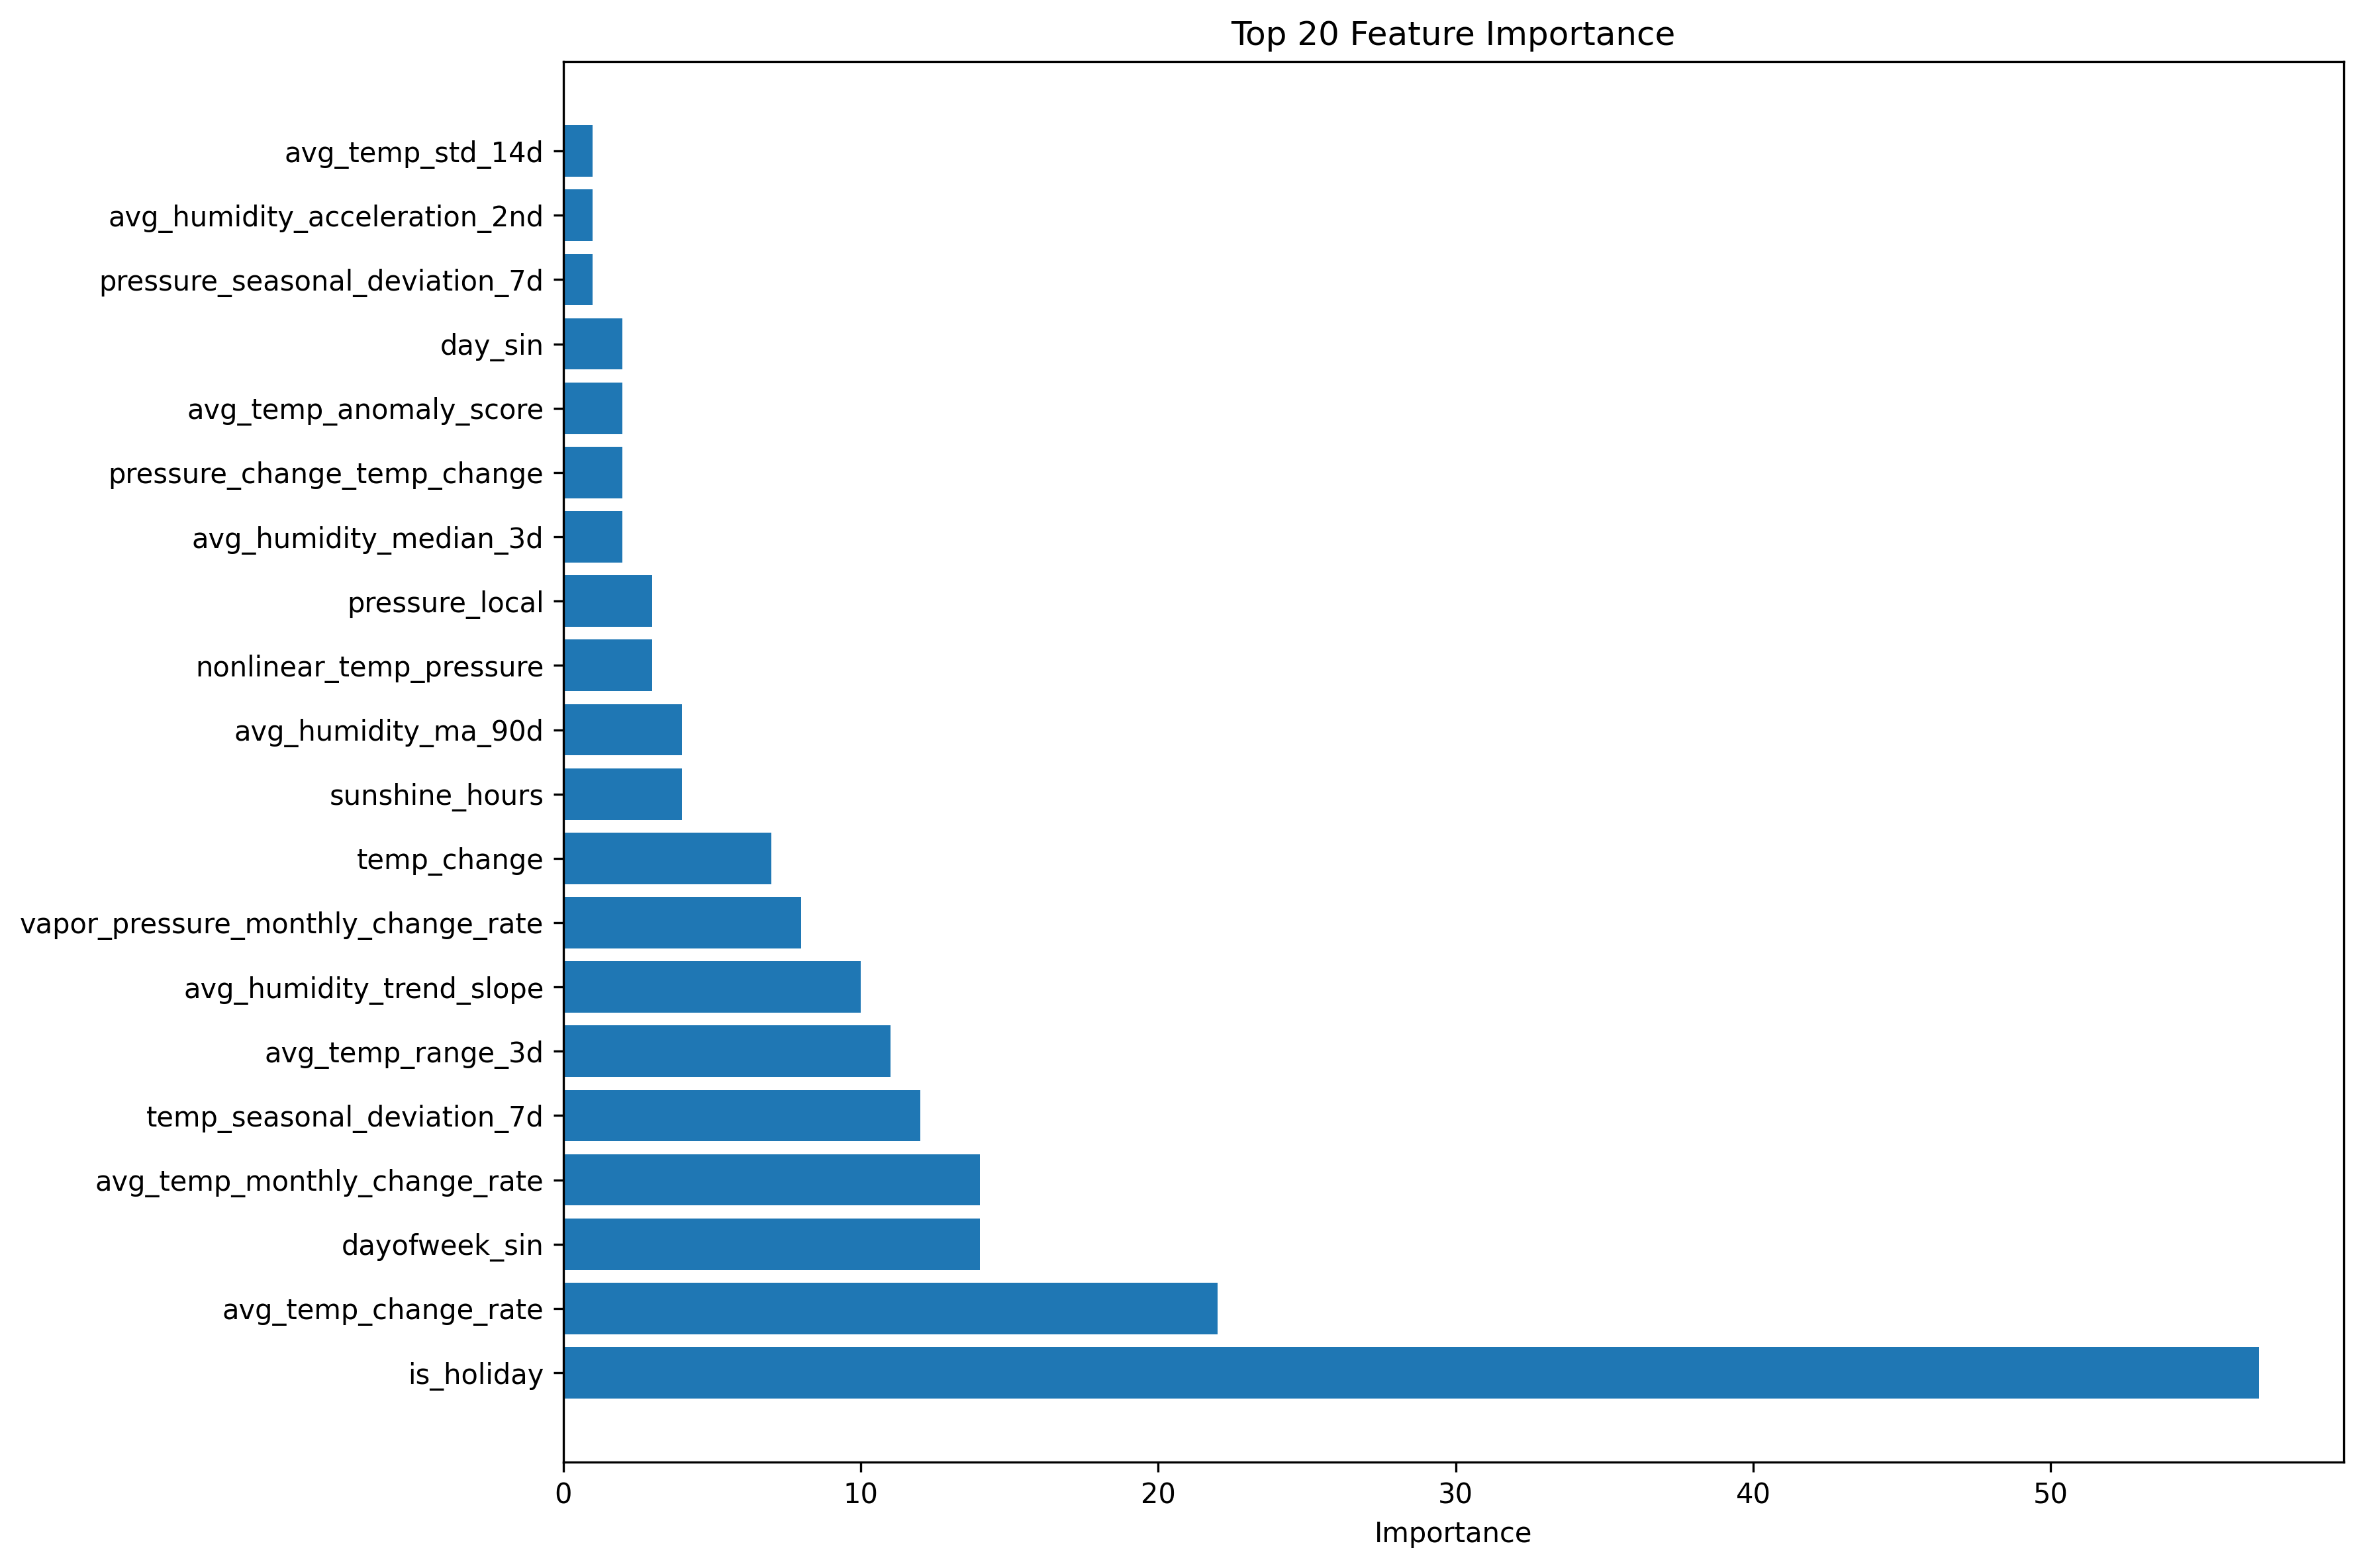 Top 20 Feature Importance
avg_temp_std_14d
avg_humidity_acceleration_2nd
pressure_seasonal_deviation_7d
day_sin
avg_temp_anomaly_score
pressure_change_temp_change
avg_humidity_median_3d
pressure_local
nonlinear_temp_pressure
avg_humidity_ma_90d
sunshine_hours
temp_change
vapor_pressure_monthly_change_rate
avg_humidity_trend_slope
avg_temp_range_3d
temp_seasonal_deviation_7d
avg_temp_monthly_change_rate
dayofweek_sin
avg_temp_change_rate
is_holiday
0 10 20 30 40 50
Importance